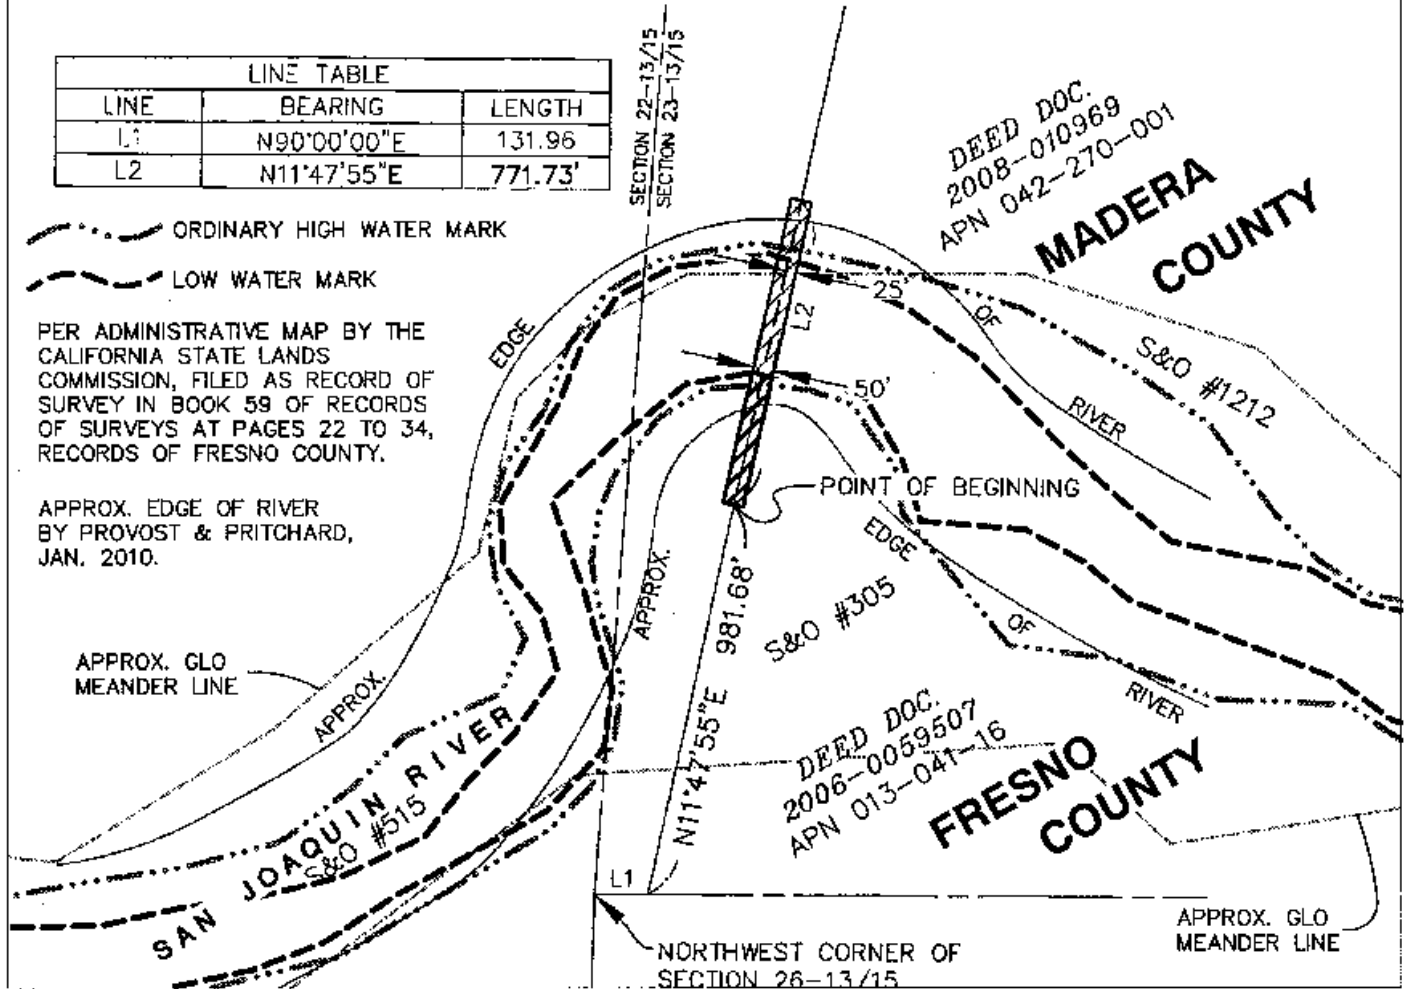 LINE TABLE
LINE BEARING LENGTH
L1 N90°00'00"E 131.96
L2 N11°47'55"E 771.73'
ORDINARY HIGH WATER MARK
LOW WATER MARK
PER ADMINISTRATIVE MAP BY THE
CALIFORNIA STATE LANDS
COMMISSION, FILED AS RECORD OF
SURVEY IN BOOK 59 OF RECORDS
OF SURVEYS AT PAGES 22 TO 34,
RECORDS OF FRESNO COUNTY.
APPROX. EDGE OF RIVER
BY PROVOST & PRITCHARD,
JAN. 2010.
APPROX. GLO
MEANDER LINE
SECTION 22-13/15
SECTION 23-13/15
DEED DOC.
2008-010969
APN 042-270-001
MADERA
COUNTY
EDGE
25'
L2
OF
S&O #1212
RIVER
50'
POINT OF BEGINNING
EDGE
OF
RIVER
APPROX.
APPROX.
981.68'
N11°47'55"E
S&O #305
DEED DOC.
2006-0059507
APN 013-041-16
FRESNO
COUNTY
SAN JOAQUIN RIVER
S&O #515
L1
NORTHWEST CORNER OF
SECTION 26-13/15
APPROX. GLO
MEANDER LINE